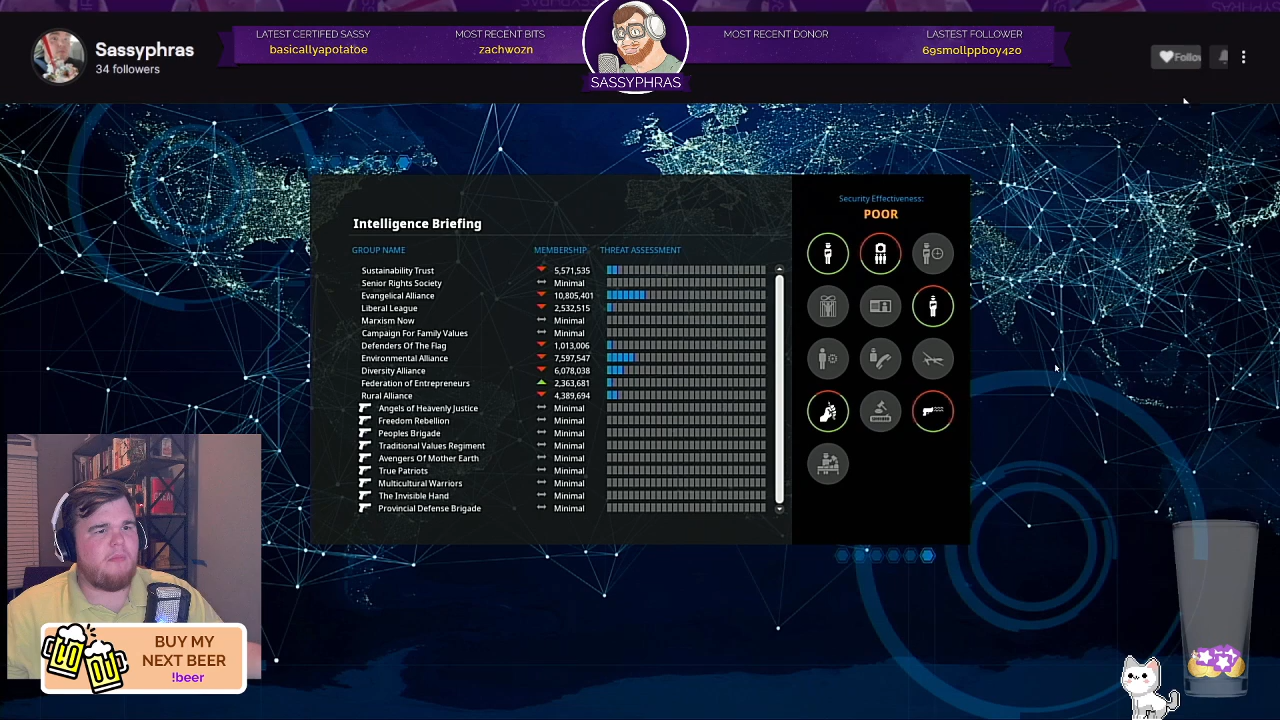 Sassyphras
34 followers
LATEST CERTIFED SASSY
basicallyapotatoe
MOST RECENT BITS
zachwozn
SASSYPHRAS
MOST RECENT DONOR
LASTEST FOLLOWER
69smollppboy420
Follow
Intelligence Briefing
GROUP NAME MEMBERSHIP THREAT ASSESSMENT
Sustainability Trust 5,571,535
Senior Rights Society Minimal
Evangelical Alliance 10,805,401
Liberal League 2,532,515
Marxism Now Minimal
Campaign For Family Values Minimal
Defenders Of The Flag 1,013,006
Environmental Alliance 7,597,547
Diversity Alliance 6,078,038
Federation of Entrepreneurs 2,363,681
Rural Alliance 4,389,694
Angels of Heavenly Justice Minimal
Freedom Rebellion Minimal
Peoples Brigade Minimal
Traditional Values Regiment Minimal
Avengers Of Mother Earth Minimal
True Patriots Minimal
Multicultural Warriors Minimal
The Invisible Hand Minimal
Provincial Defense Brigade Minimal
Security Effectiveness:
POOR
BUY MY
NEXT BEER
!beer